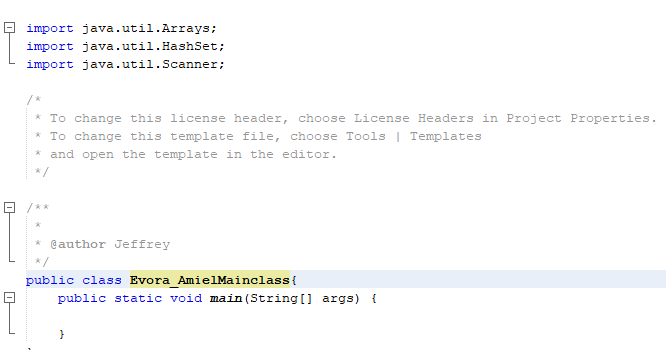 import java.util.Arrays;
import java.util.HashSet;
import java.util.Scanner;
/*
 * To change this license header, choose License Headers in Project Properties.
 * To change this template file, choose Tools | Templates
 * and open the template in the editor.
 */
/**
 *
 * @author Jeffrey
 */
public class Evora_AmielMainclass{
    public static void main(String[] args) {
    }
}